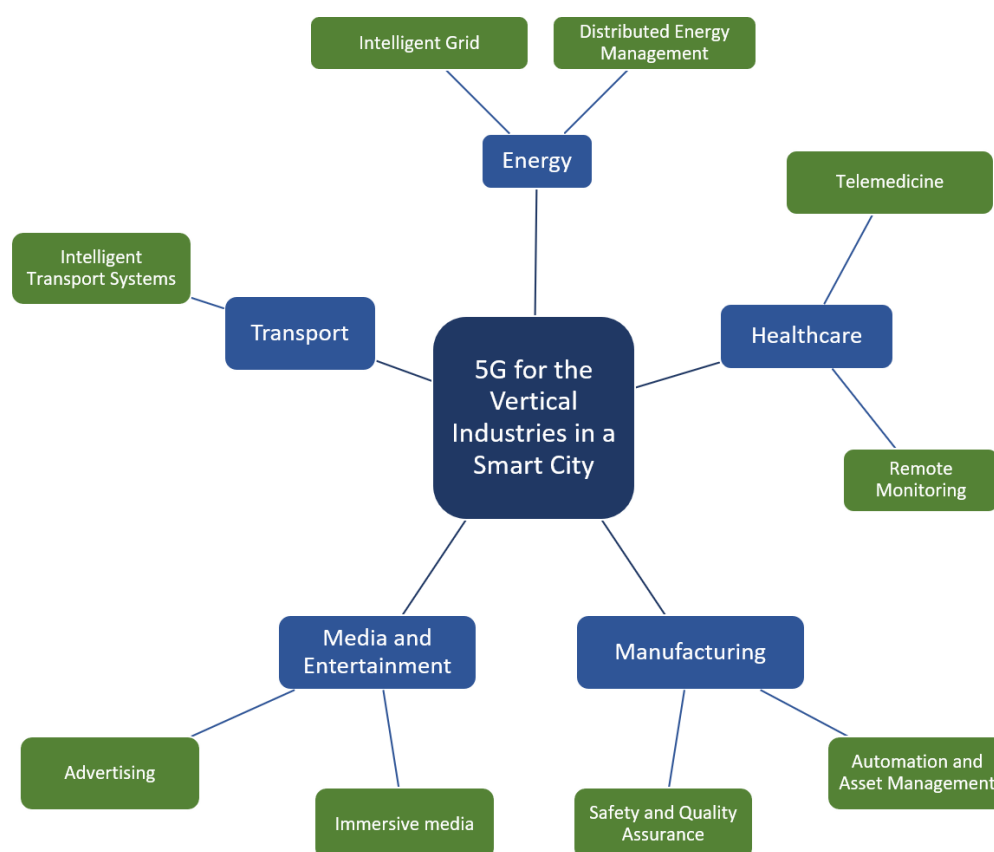 Intelligent Grid
Distributed Energy
Management
Energy
Telemedicine
Intelligent
Transport Systems
Transport
Healthcare
5G for the
Vertical
Industries in a
Smart City
Remote
Monitoring
Media and
Entertainment
Manufacturing
Advertising
Automation and
Asset Management
Immersive media
Safety and Quality
Assurance